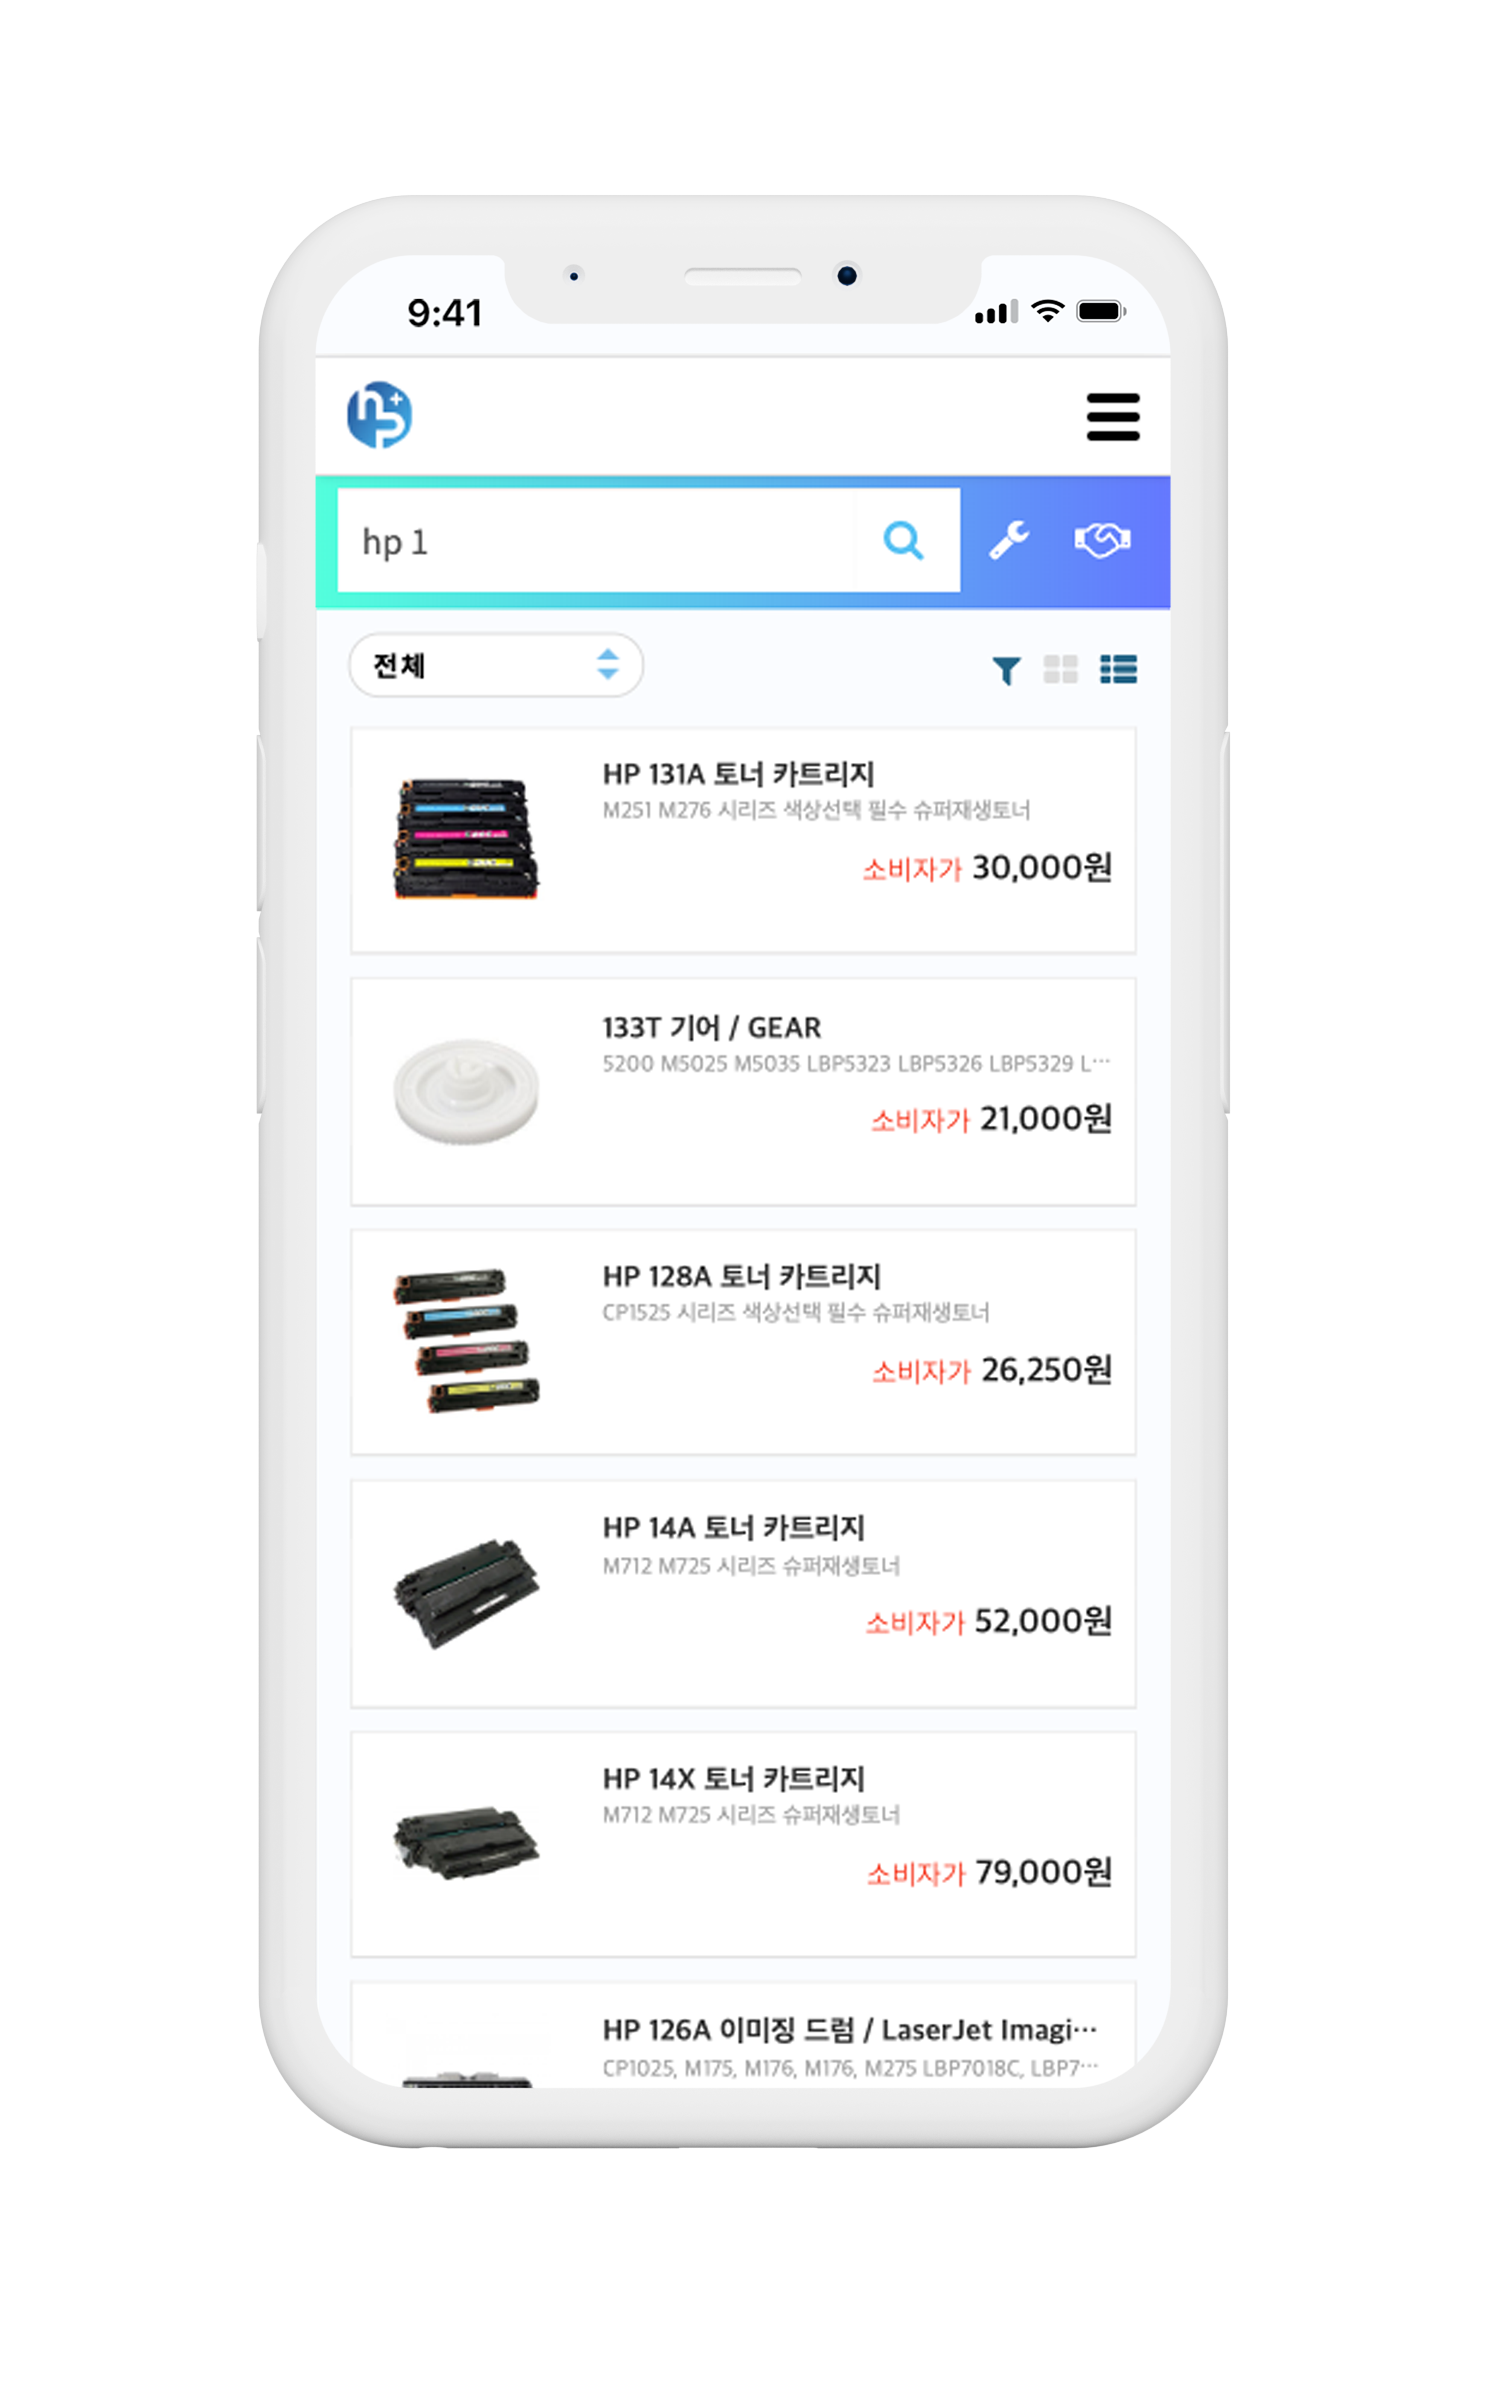 9:41
hp+
hp 1
전체
HP 131A 토너 카트리지
M251 M276 시리즈 색상선택 필수 슈퍼재생토너
소비자가 30,000원
133T 기어 / GEAR
5200 M5025 M5035 LBP5323 LBP5326 LBP5329 L…
소비자가 21,000원
HP 128A 토너 카트리지
CP1525 시리즈 색상선택 필수 슈퍼재생토너
소비자가 26,250원
HP 14A 토너 카트리지
M712 M725 시리즈 슈퍼재생토너
소비자가 52,000원
HP 14X 토너 카트리지
M712 M725 시리즈 슈퍼재생토너
소비자가 79,000원
HP 126A 이미징 드럼 / LaserJet Imagi…
CP1025, M175, M176, M176, M275 LBP7018C, LBP7…